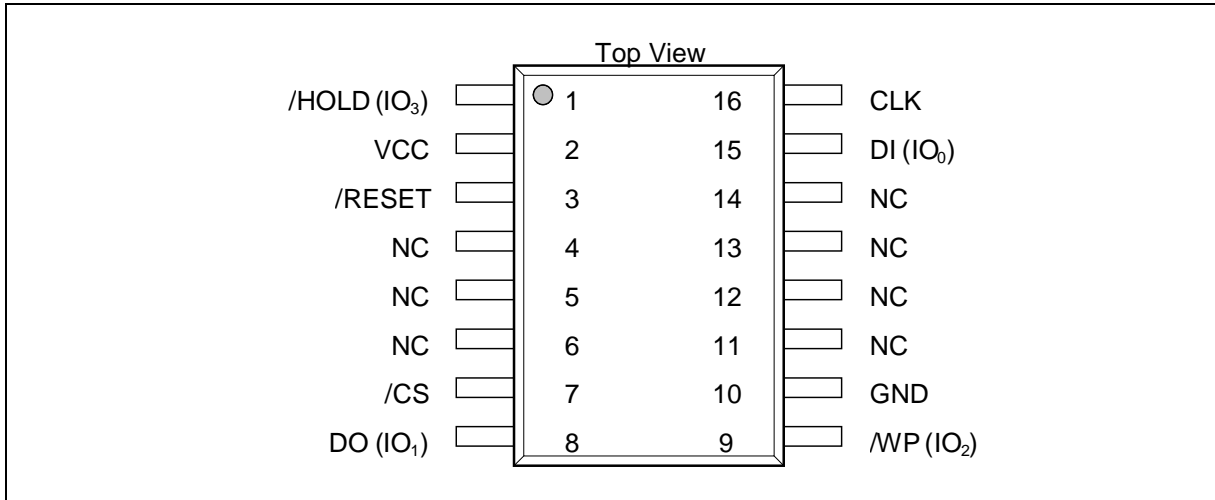 Top View
/HOLD (IO₃) 1 16 CLK
VCC 2 15 DI (IO₀)
/RESET 3 14 NC
NC 4 13 NC
NC 5 12 NC
NC 6 11 NC
/CS 7 10 GND
DO (IO₁) 8 9 /WP (IO₂)